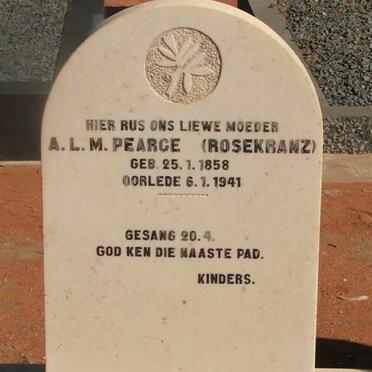 HIER RUS ONS LIEWE MOEDER
A.L.M. PEARCE (ROSEKRANZ)
GEB. 25.1.1858
OORLEDE 6.1.1941
GESANG 20.4.
GOD KEN DIE NAASTE PAD.
KINDERS.